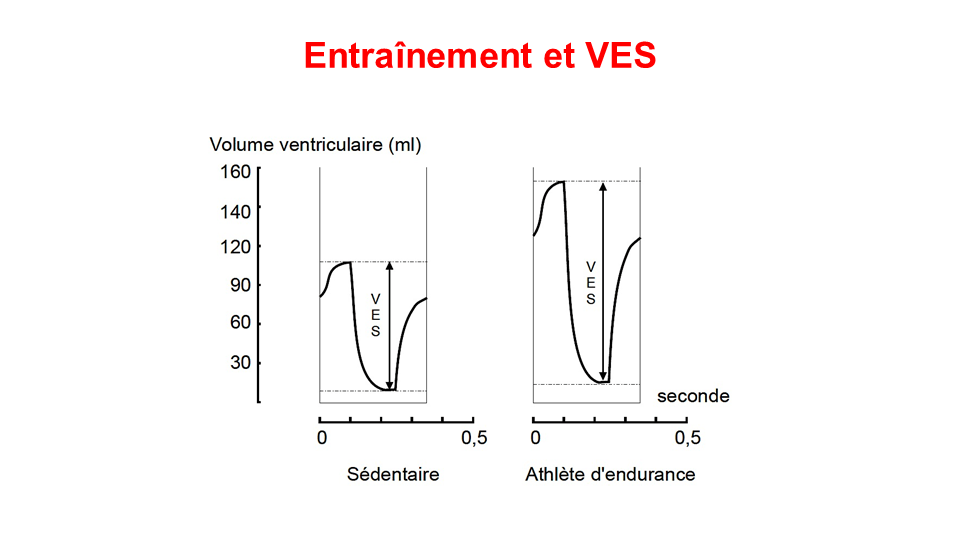 Entraînement et VES
Volume ventriculaire (ml)
160
140
120
90
60
30
V
E
S
V
E
S
seconde
0
0,5
0
0,5
Sédentaire
Athlète d'endurance